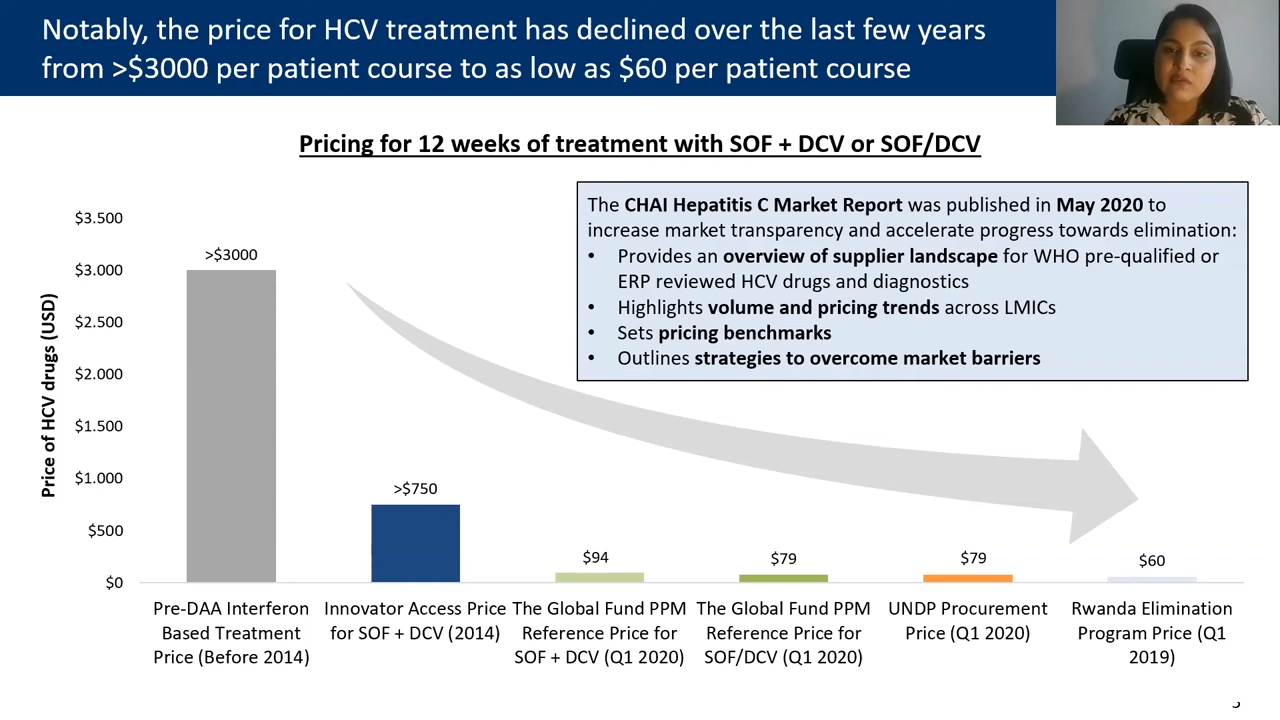 Notably, the price for HCV treatment has declined over the last few years
from >$3000 per patient course to as low as $60 per patient course
Pricing for 12 weeks of treatment with SOF + DCV or SOF/DCV
The CHAI Hepatitis C Market Report was published in May 2020 to
increase market transparency and accelerate progress towards elimination:
• Provides an overview of supplier landscape for WHO pre-qualified or
ERP reviewed HCV drugs and diagnostics
• Highlights volume and pricing trends across LMICs
• Sets pricing benchmarks
• Outlines strategies to overcome market barriers
Price of HCV drugs (USD)
$3.500
$3.000
$2.500
$2.000
$1.500
$1.000
$500
$0
>$3000
>$750
$94
$79
$79
$60
Pre-DAA Interferon
Based Treatment
Price (Before 2014)
Innovator Access Price
for SOF + DCV (2014)
The Global Fund PPM
Reference Price for
SOF + DCV (Q1 2020)
The Global Fund PPM
Reference Price for
SOF/DCV (Q1 2020)
UNDP Procurement
Price (Q1 2020)
Rwanda Elimination
Program Price (Q1
2019)